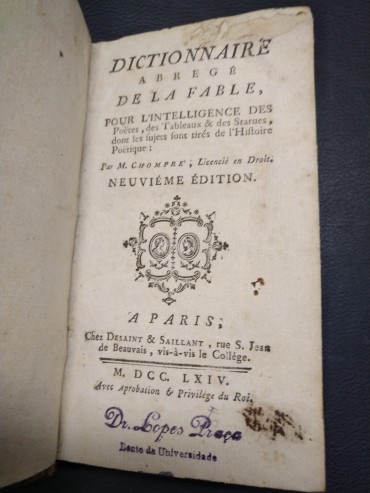 DICTIONNAIRE
ABREGÉ
DE LA FABLE,
POUR L'INTELLIGENCE DES
Poëtes, des Tableaux & des Statues,
dont les sujets sont tirés de l'Histoire
Poëtique:
Par M. CHOMPRÉ, Licencié en Droit.
NEUVIÉME ÉDITION.
A PARIS,
Chez DESAINT & SAILLANT, rue S. Jean
de Beauvais, vis-à-vis le Collége.
M. DCC. LXIV.
Avec Aprobation & Privilége du Roi.
Dr. Lopes Praça
Lente da Universidade